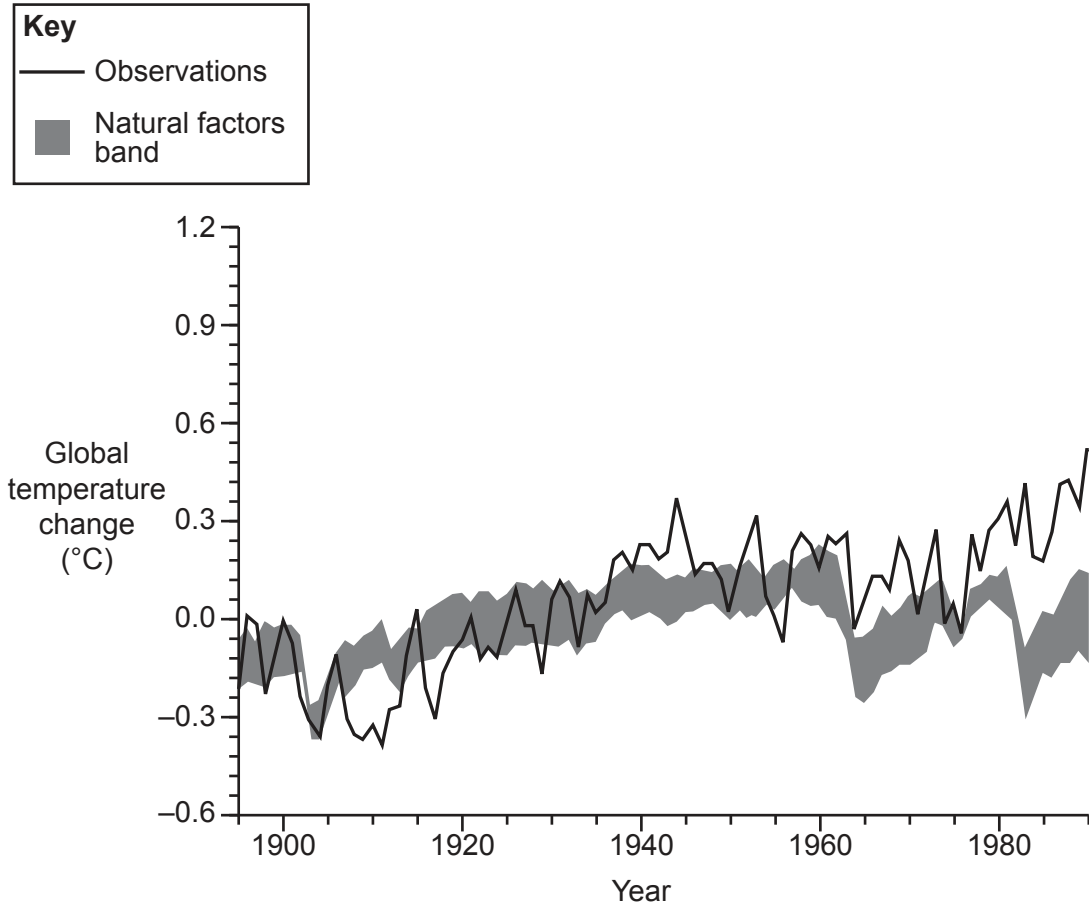 Key
Observations
Natural factors
band
1.2
0.9
0.6
0.3
0.0
–0.3
–0.6
Global
temperature
change
(°C)
1900 1920 1940 1960 1980
Year